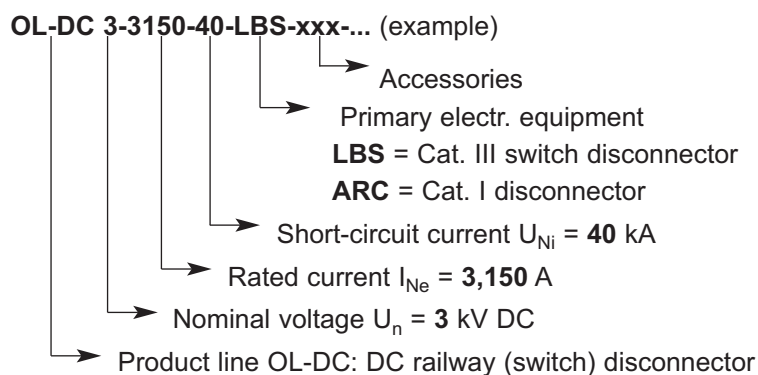 OL-DC 3-3150-40-LBS-xxx-... (example)
Accessories
Primary electr. equipment
LBS = Cat. III switch disconnector
ARC = Cat. I disconnector
Short-circuit current U_Ni = 40 kA
Rated current I_Ne = 3,150 A
Nominal voltage U_n = 3 kV DC
Product line OL-DC: DC railway (switch) disconnector